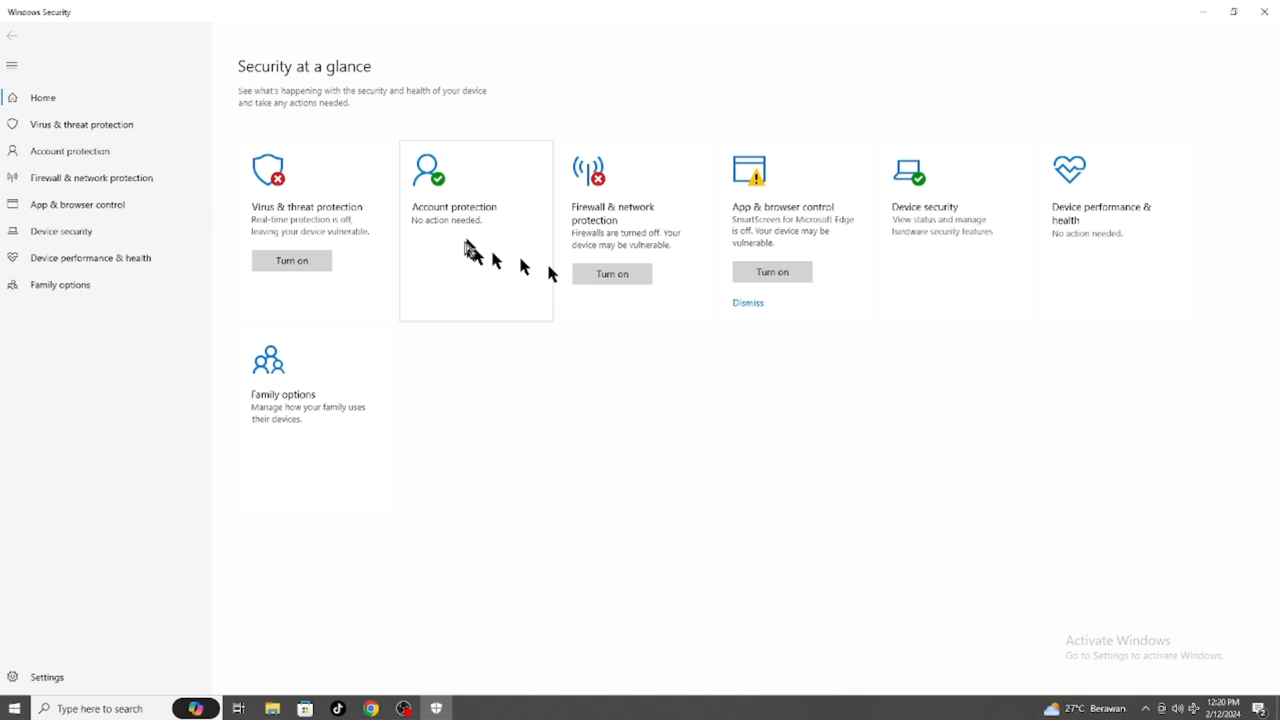 Windows Security
Home
Virus & threat protection
Account protection
Firewall & network protection
App & browser control
Device security
Device performance & health
Family options
Settings
Security at a glance
See what's happening with the security and health of your device
and take any actions needed.
Virus & threat protection
Real-time protection is off,
leaving your device vulnerable.
Turn on
Account protection
No action needed.
Firewall & network
protection
Firewalls are turned off. Your
device may be vulnerable.
Turn on
App & browser control
SmartScreen for Microsoft Edge
is off. Your device may be
vulnerable.
Turn on
Dismiss
Device security
View status and manage
hardware security features
Device performance &
health
No action needed.
Family options
Manage how your family uses
their devices.
Activate Windows
Go to Settings to activate Windows.
Type here to search
27°C Berawan
12:20 PM
2/12/2024
2